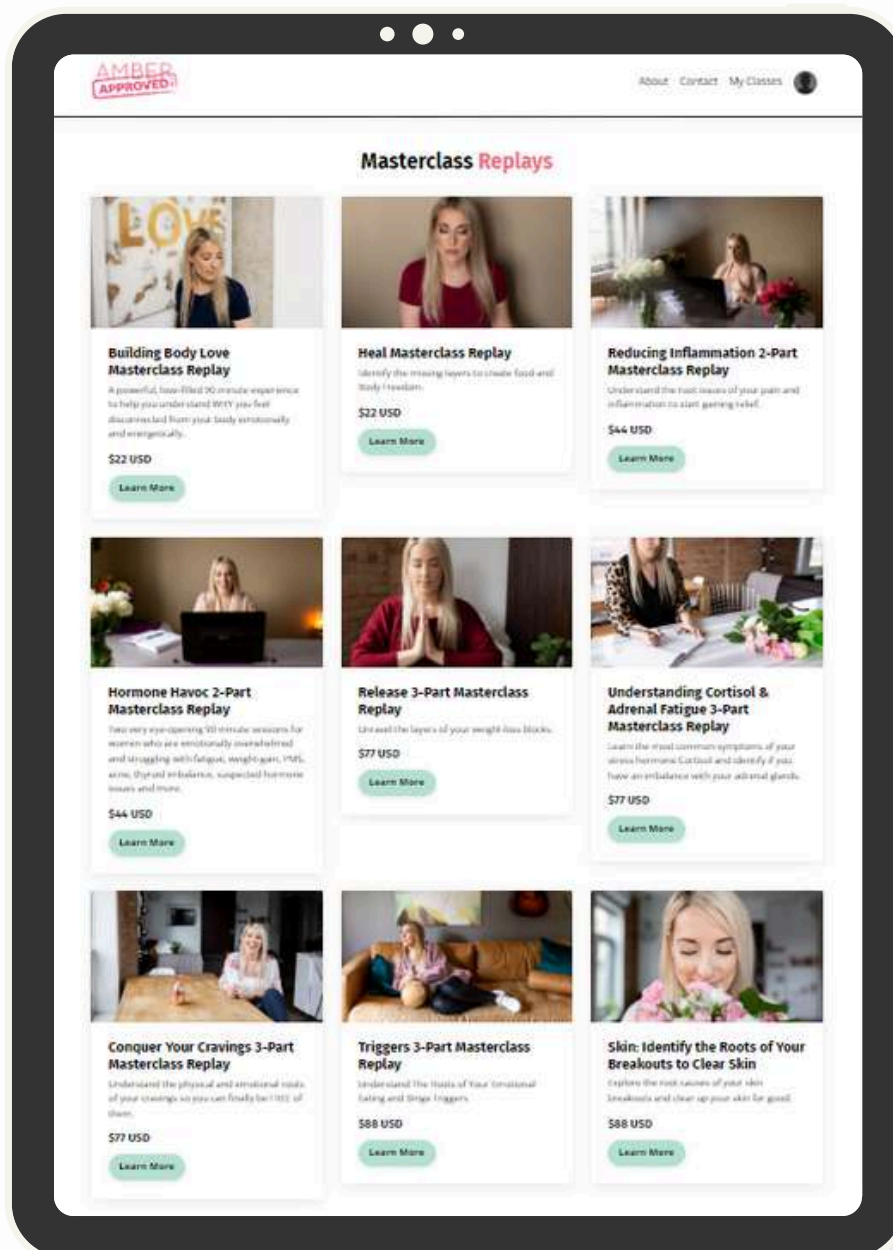 AMBER
APPROVED
About Contact My Classes
Masterclass Replays
LOVE
Building Body Love
Masterclass Replay
A powerful, love-filled 90 minute experience
to help you understand WHY you feel
disconnected from your body emotionally
and energetically.
$22 USD
Learn More
Heal Masterclass Replay
Identify the missing layers to create food and
Body Freedom.
$22 USD
Learn More
Reducing Inflammation 2-Part
Masterclass Replay
Understand the root issues of your pain and
inflammation to start gaining relief.
$44 USD
Learn More
Hormone Havoc 2-Part
Masterclass Replay
Two very eye-opening 90 minute sessions for
women who are emotionally overwhelmed
and struggling with fatigue, weight-gain, PMS,
acne, thyroid imbalance, suspected hormone
issues and more.
$44 USD
Learn More
Release 3-Part Masterclass
Replay
Unravel the layers of your weight-loss blocks.
$77 USD
Learn More
Understanding Cortisol &
Adrenal Fatigue 3-Part
Masterclass Replay
Learn the most common symptoms of your
stress hormone Cortisol and identify if you
have an imbalance with your adrenal glands.
$77 USD
Learn More
Conquer Your Cravings 3-Part
Masterclass Replay
Understand the physical and emotional roots
of your cravings so you can finally be FREE of
them.
$77 USD
Learn More
Triggers 3-Part Masterclass
Replay
Understand The Roots of Your Emotional
Eating and Binge Triggers.
$88 USD
Learn More
Skin: Identify the Roots of Your
Breakouts to Clear Skin
Explore the root causes of your skin
breakouts and clear up your skin for good.
$88 USD
Learn More